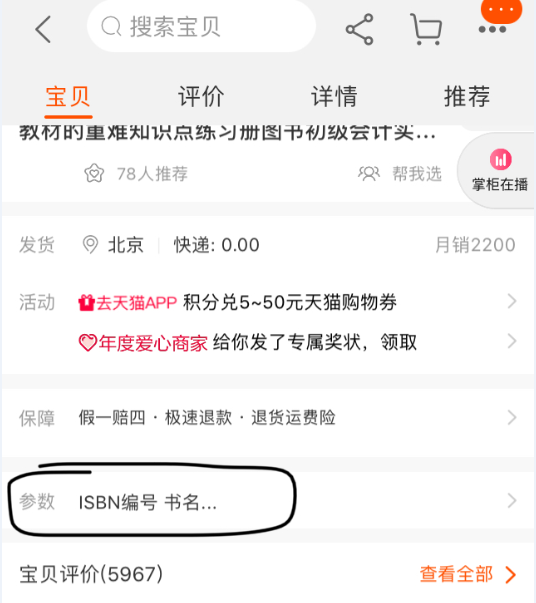 搜索宝贝
宝贝 评价 详情 推荐
教材的重难知识点练习册图书初级会计实...
78人推荐 帮我选
掌柜在播
发货 北京 快递: 0.00 月销2200
活动 去天猫APP 积分兑5~50元天猫购物券
年度爱心商家 给你发了专属奖状，领取
保障 假一赔四 · 极速退款 · 退货运费险
参数 ISBN编号 书名...
宝贝评价(5967) 查看全部